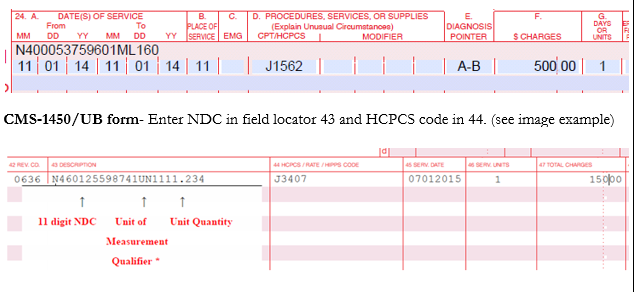 24. A. DATE(S) OF SERVICE B. C. D. PROCEDURES, SERVICES, OR SUPPLIES E. F. G.
From To PLACE OF (Explain Unusual Circumstances) DIAGNOSIS DAYS OR
MM DD YY MM DD YY SERVICE EMG CPT/HCPCS MODIFIER POINTER $ CHARGES UNITS
N400053759601ML160
11 01 14 11 01 14 11 J1562 A-B 500 00 1
CMS-1450/UB form- Enter NDC in field locator 43 and HCPCS code in 44. (see image example)
d
42 REV. CD. 43 DESCRIPTION 44 HCPCS / RATE / HIPPS CODE 45 SERV. DATE 46 SERV. UNITS 47 TOTAL CHARGES
0636 N460125598741UN1111.234 J3407 07012015 1 15000
↑ ↑ ↑
11 digit NDC Unit of Unit Quantity
Measurement
Qualifier *